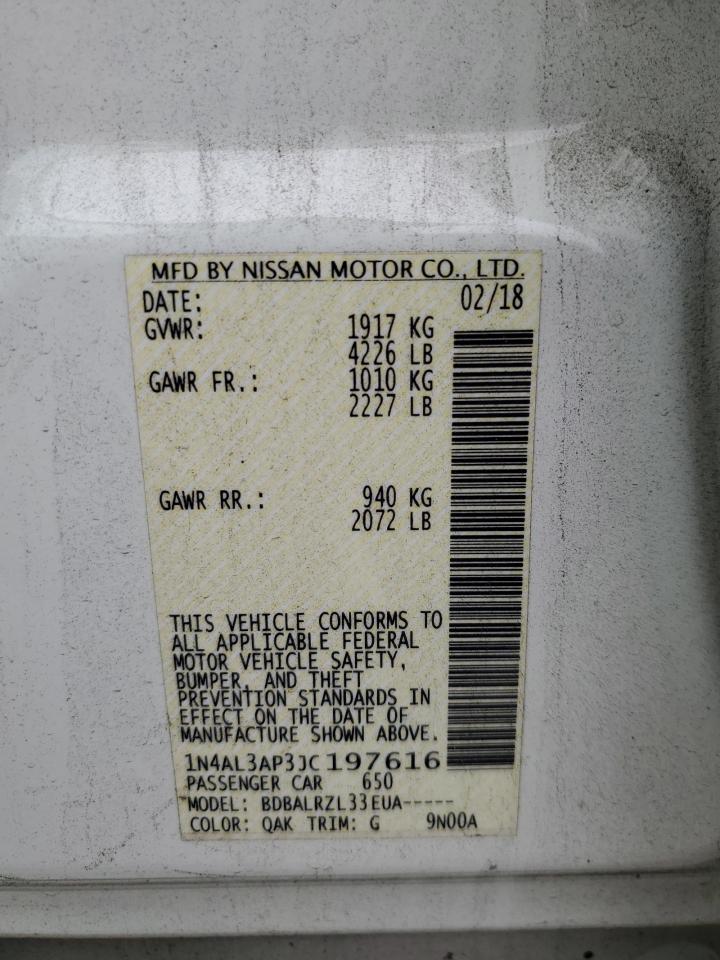 MFD BY NISSAN MOTOR CO., LTD.
DATE: 02/18
GVWR: 1917 KG
4226 LB
GAWR FR.: 1010 KG
2227 LB
GAWR RR.: 940 KG
2072 LB
THIS VEHICLE CONFORMS TO
ALL APPLICABLE FEDERAL
MOTOR VEHICLE SAFETY,
BUMPER, AND THEFT
PREVENTION STANDARDS IN
EFFECT ON THE DATE OF
MANUFACTURE SHOWN ABOVE.
1N4AL3AP3JC197616
PASSENGER CAR 650
MODEL: BDBALRZL33EUA-----
COLOR: QAK TRIM: G 9N00A